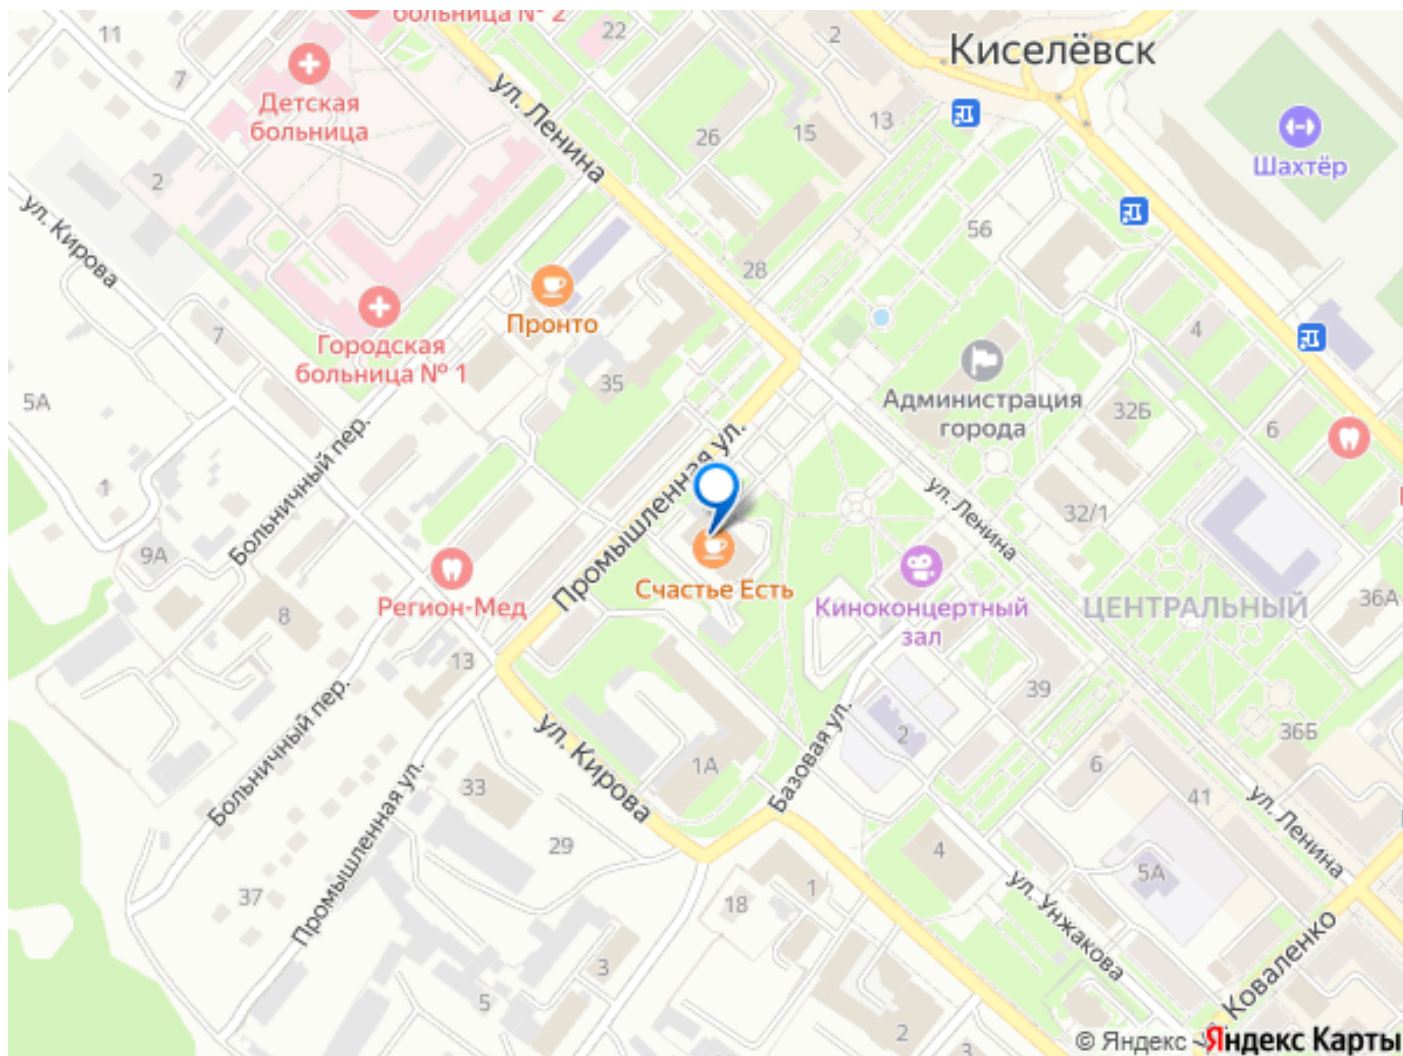 больница № 2
11
22
2
Киселёвск
7
Детская
больница
ул. Ленина
26
15
13
Шахтёр
2
ул. Кирова
56
28
Пронто
7
Городская
больница № 1
4
5А
35
Администрация
города
32Б
6
Больничный пер.
Промышленная ул.
1
ул. Ленина
32/1
9А
Счастье Есть
Регион-Мед
Киноконцертный
зал
ЦЕНТРАЛЬНЫЙ
36А
8
13
39
Больничный пер.
ул. Кирова
Базовая ул.
2
36Б
1А
6
33
Промышленная ул.
41
ул. Ленина
29
4
5А
1
37
18
ул. Унжакова
Коваленко
3
5
2
3
© Яндекс
Яндекс Карты